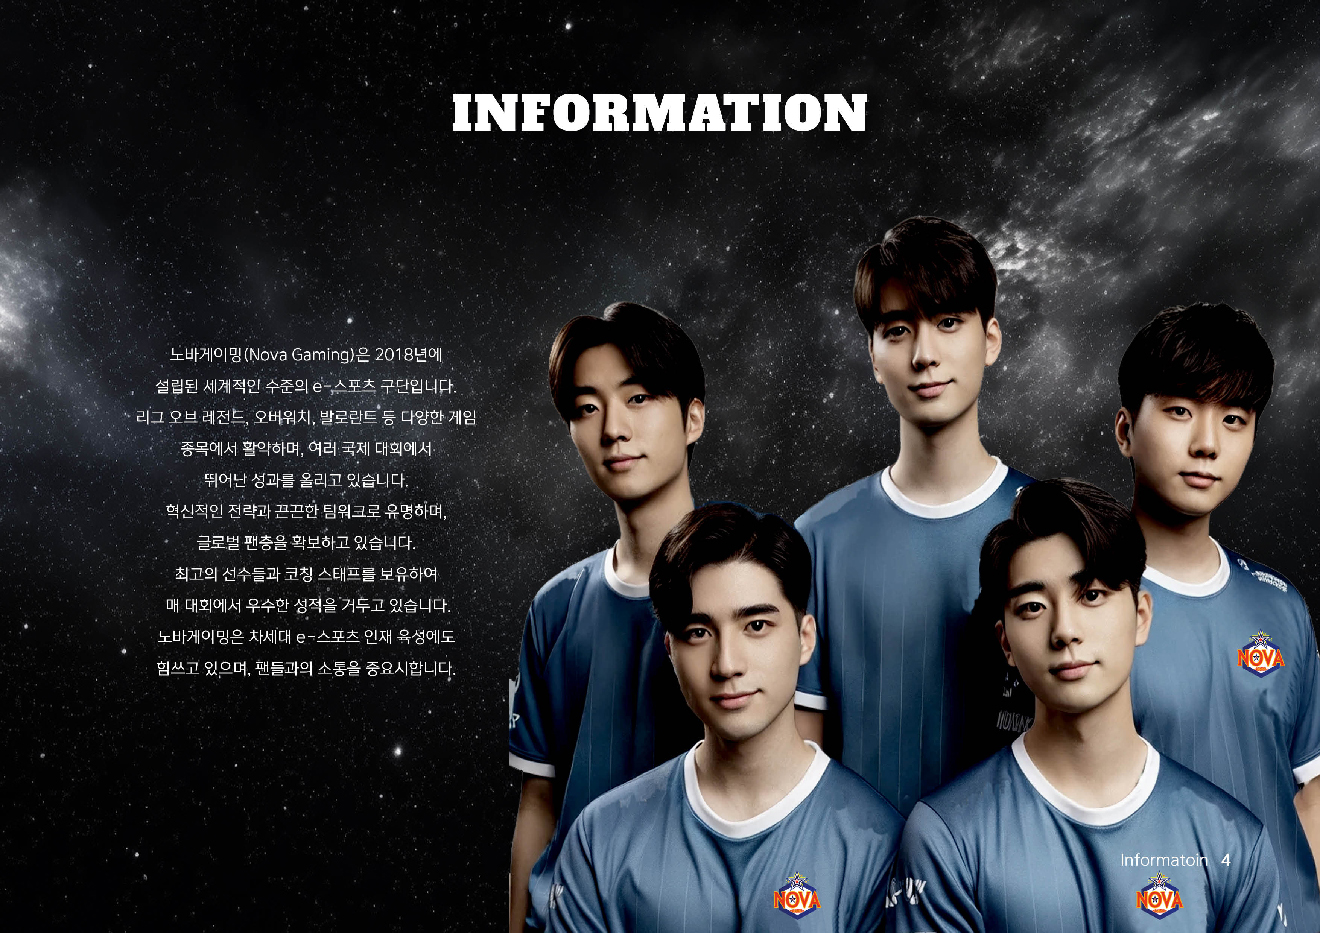 INFORMATION
노바게이밍(Nova Gaming)은 2018년에
설립된 세계적인 수준의 e-스포츠 구단입니다.
리그 오브 레전드, 오버워치, 발로란트 등 다양한 게임
종목에서 활약하며, 여러 국제 대회에서
뛰어난 성과를 올리고 있습니다.
혁신적인 전략과 끈끈한 팀워크로 유명하며,
글로벌 팬층을 확보하고 있습니다.
최고의 선수들과 코칭 스태프를 보유하여
매 대회에서 우수한 성적을 거두고 있습니다.
노바게이밍은 차세대 e-스포츠 인재 육성에도
힘쓰고 있으며, 팬들과의 소통을 중요시합니다.
NOVA
Informatoin 4
NOVA
NOVA